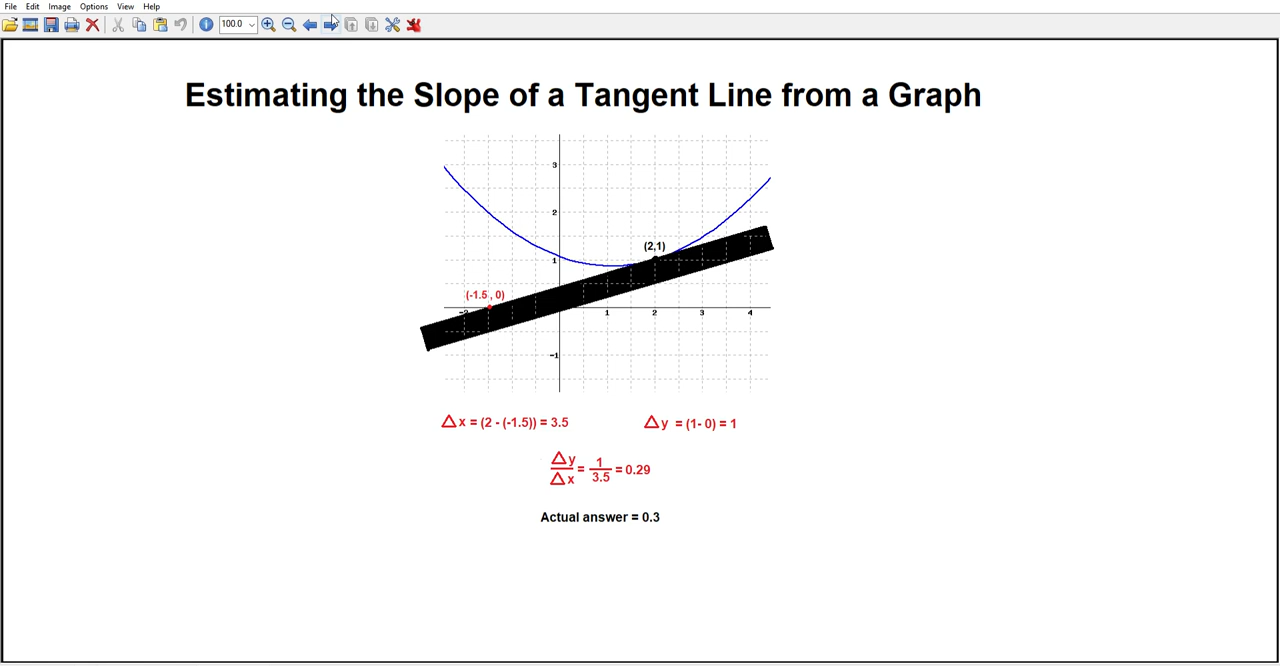 File Edit Image Options View Help
100.0
Estimating the Slope of a Tangent Line from a Graph
3
2
(2,1)
1
(-1.5 , 0)
-2 1 2 3 4
-1
△x = (2 - (-1.5)) = 3.5 △y = (1- 0) = 1
△y/△x = 1/3.5 = 0.29
Actual answer = 0.3